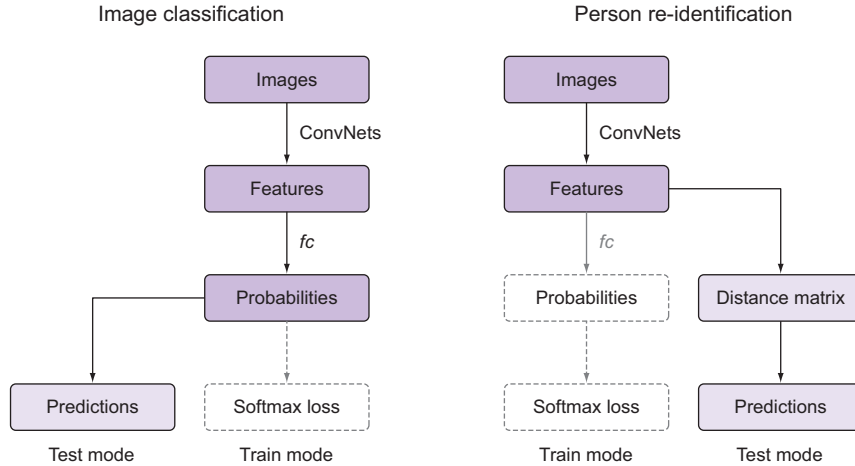 Image classification
Images
ConvNets
Features
fc
Probabilities
Predictions
Softmax loss
Test mode
Train mode
Person re-identification
Images
ConvNets
Features
fc
Probabilities
Distance matrix
Softmax loss
Predictions
Train mode
Test mode